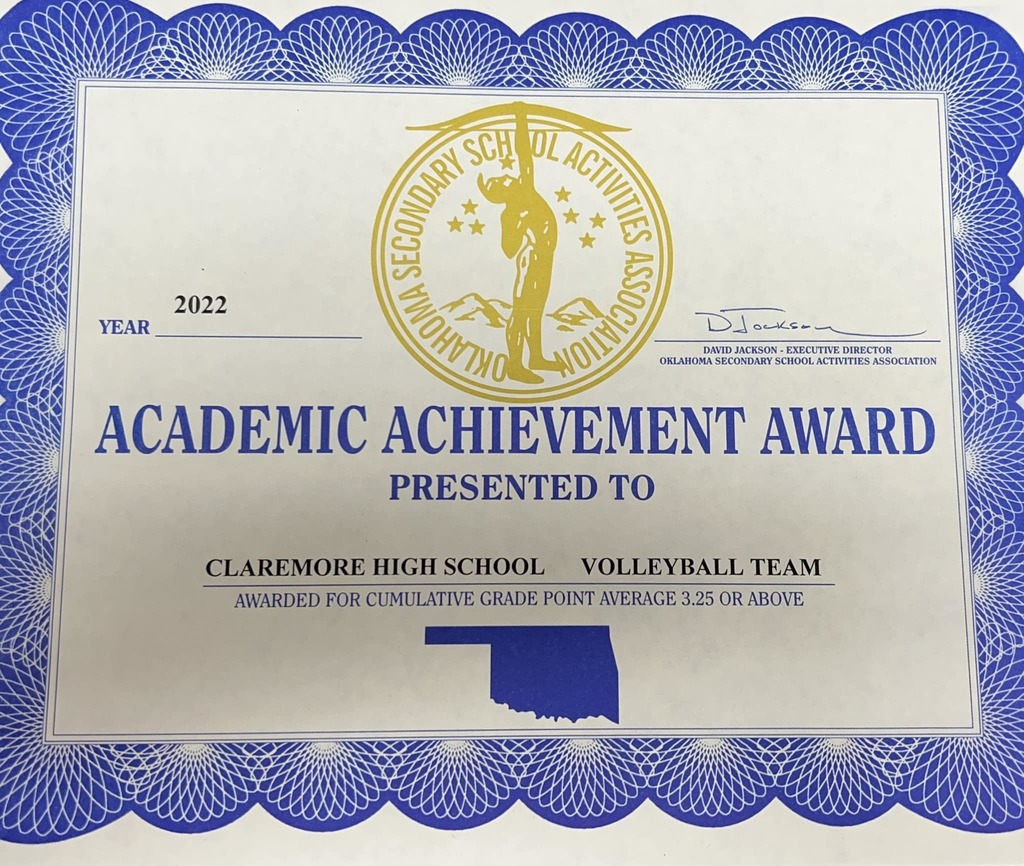 OKLAHOMA SECONDARY SCHOOL ACTIVITIES ASSOCIATION
2022
YEAR
D Jackson
DAVID JACKSON - EXECUTIVE DIRECTOR
OKLAHOMA SECONDARY SCHOOL ACTIVITIES ASSOCIATION
ACADEMIC ACHIEVEMENT AWARD
PRESENTED TO
CLAREMORE HIGH SCHOOL VOLLEYBALL TEAM
AWARDED FOR CUMULATIVE GRADE POINT AVERAGE 3.25 OR ABOVE